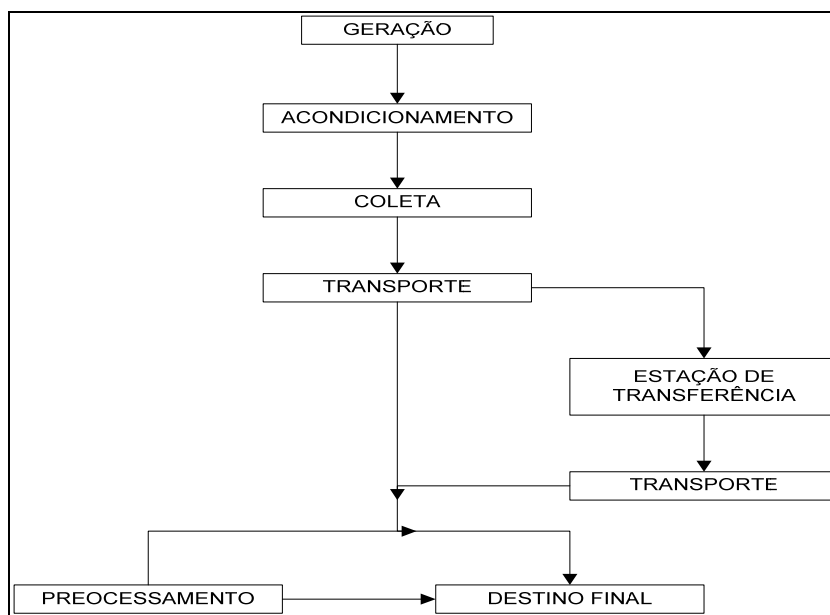 GERAÇÃO
ACONDICIONAMENTO
COLETA
TRANSPORTE
ESTAÇÃO DE
TRANSFERÊNCIA
TRANSPORTE
PREOCESSAMENTO
DESTINO FINAL